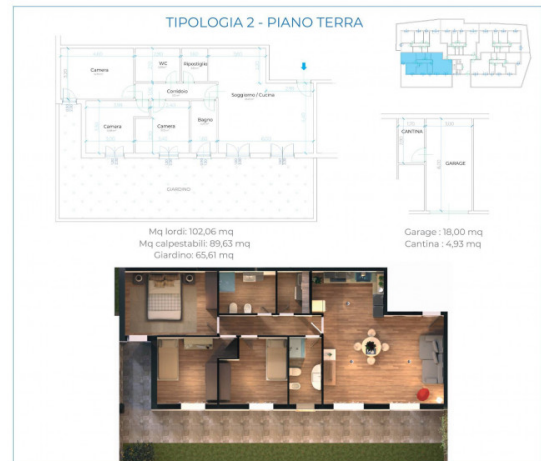 TIPOLOGIA 2 - PIANO TERRA
Camera
WC
Ripostiglio
Corridoio
Soggiorno / Cucina
Camera
Camera
Bagno
GIARDINO
CANTINA
GARAGE
Mq lordi: 102,06 mq
Mq calpestabili: 89,63 mq
Giardino: 65,61 mq
Garage : 18,00 mq
Cantina : 4,93 mq